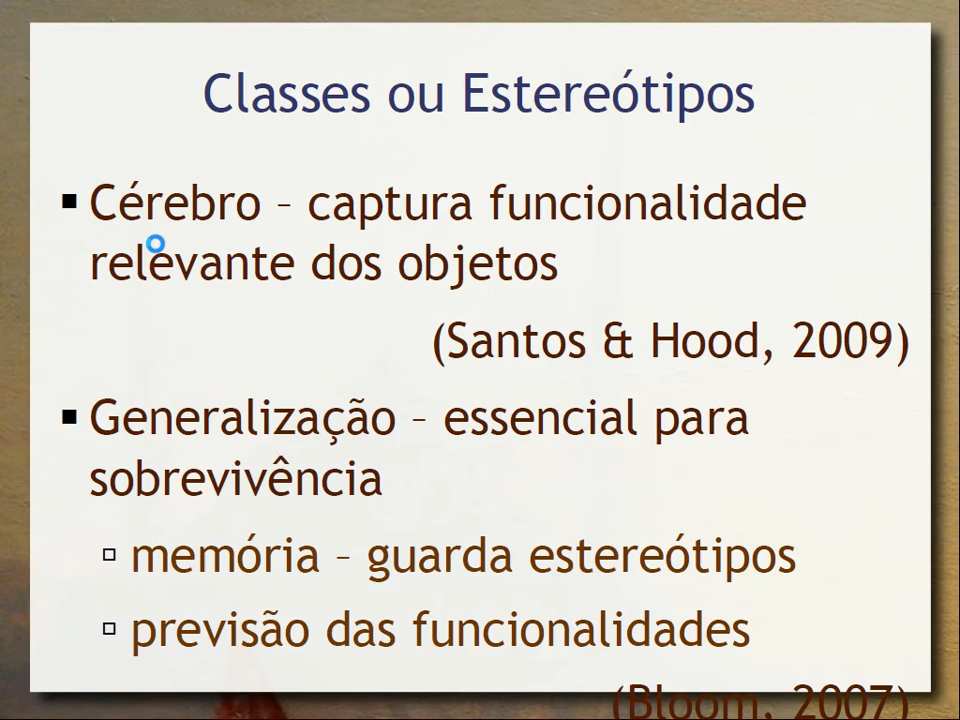 Classes ou Estereótipos
▪ Cérebro – captura funcionalidade
relevante dos objetos
(Santos & Hood, 2009)
▪ Generalização – essencial para
sobrevivência
▫ memória – guarda estereótipos
▫ previsão das funcionalidades
(Bloom, 2007)